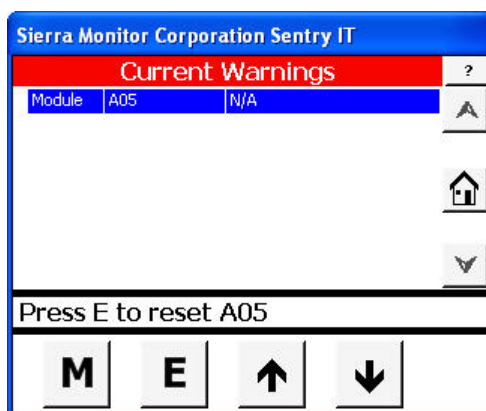 Sierra Monitor Corporation Sentry IT
Current Warnings
?
Module A05 N/A
Press E to reset A05
M E